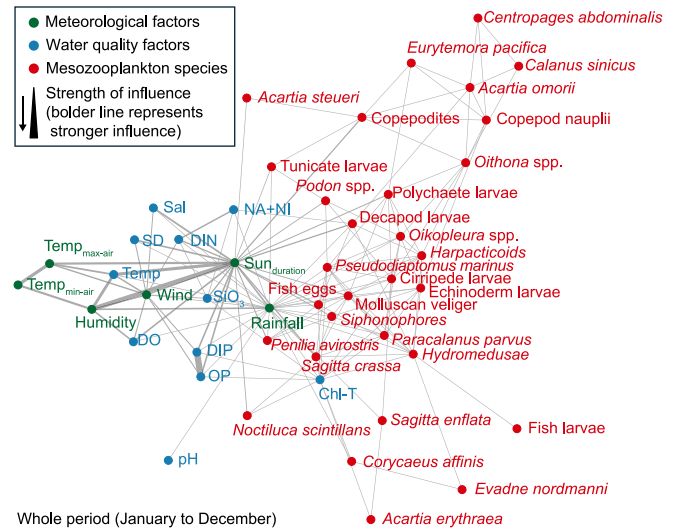 Meteorological factors
Water quality factors
Mesozooplankton species
Strength of influence
(bolder line represents
stronger influence)
Centropages abdominalis
Eurytemora pacifica
Calanus sinicus
Acartia omorii
Acartia steueri
Copepodites
Copepod nauplii
Tunicate larvae
Oithona spp.
Podon spp.
Polychaete larvae
Sal
NA+NI
Decapod larvae
SD
DIN
Oikopleura spp.
Temp max-air
Harpacticoids
Sun duration
Pseudodiaptomus marinus
Temp
Cirripede larvae
Temp min-air
Fish eggs
Echinoderm larvae
Wind
SiO3
Molluscan veliger
Humidity
Rainfall
Siphonophores
DO
DIP
Penilia avirostris
Paracalanus parvus
Sagitta crassa
Hydromedusae
OP
Chl-T
Noctiluca scintillans
Sagitta enflata
Fish larvae
pH
Corycaeus affinis
Evadne nordmanni
Whole period (January to December)
Acartia erythraea